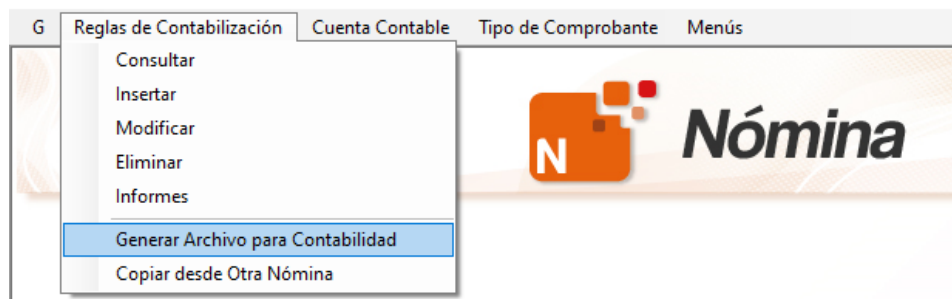 G Reglas de Contabilización Cuenta Contable Tipo de Comprobante Menús
Consultar
Insertar
Modificar
Eliminar
Informes
Generar Archivo para Contabilidad
Copiar desde Otra Nómina
N
Nómina